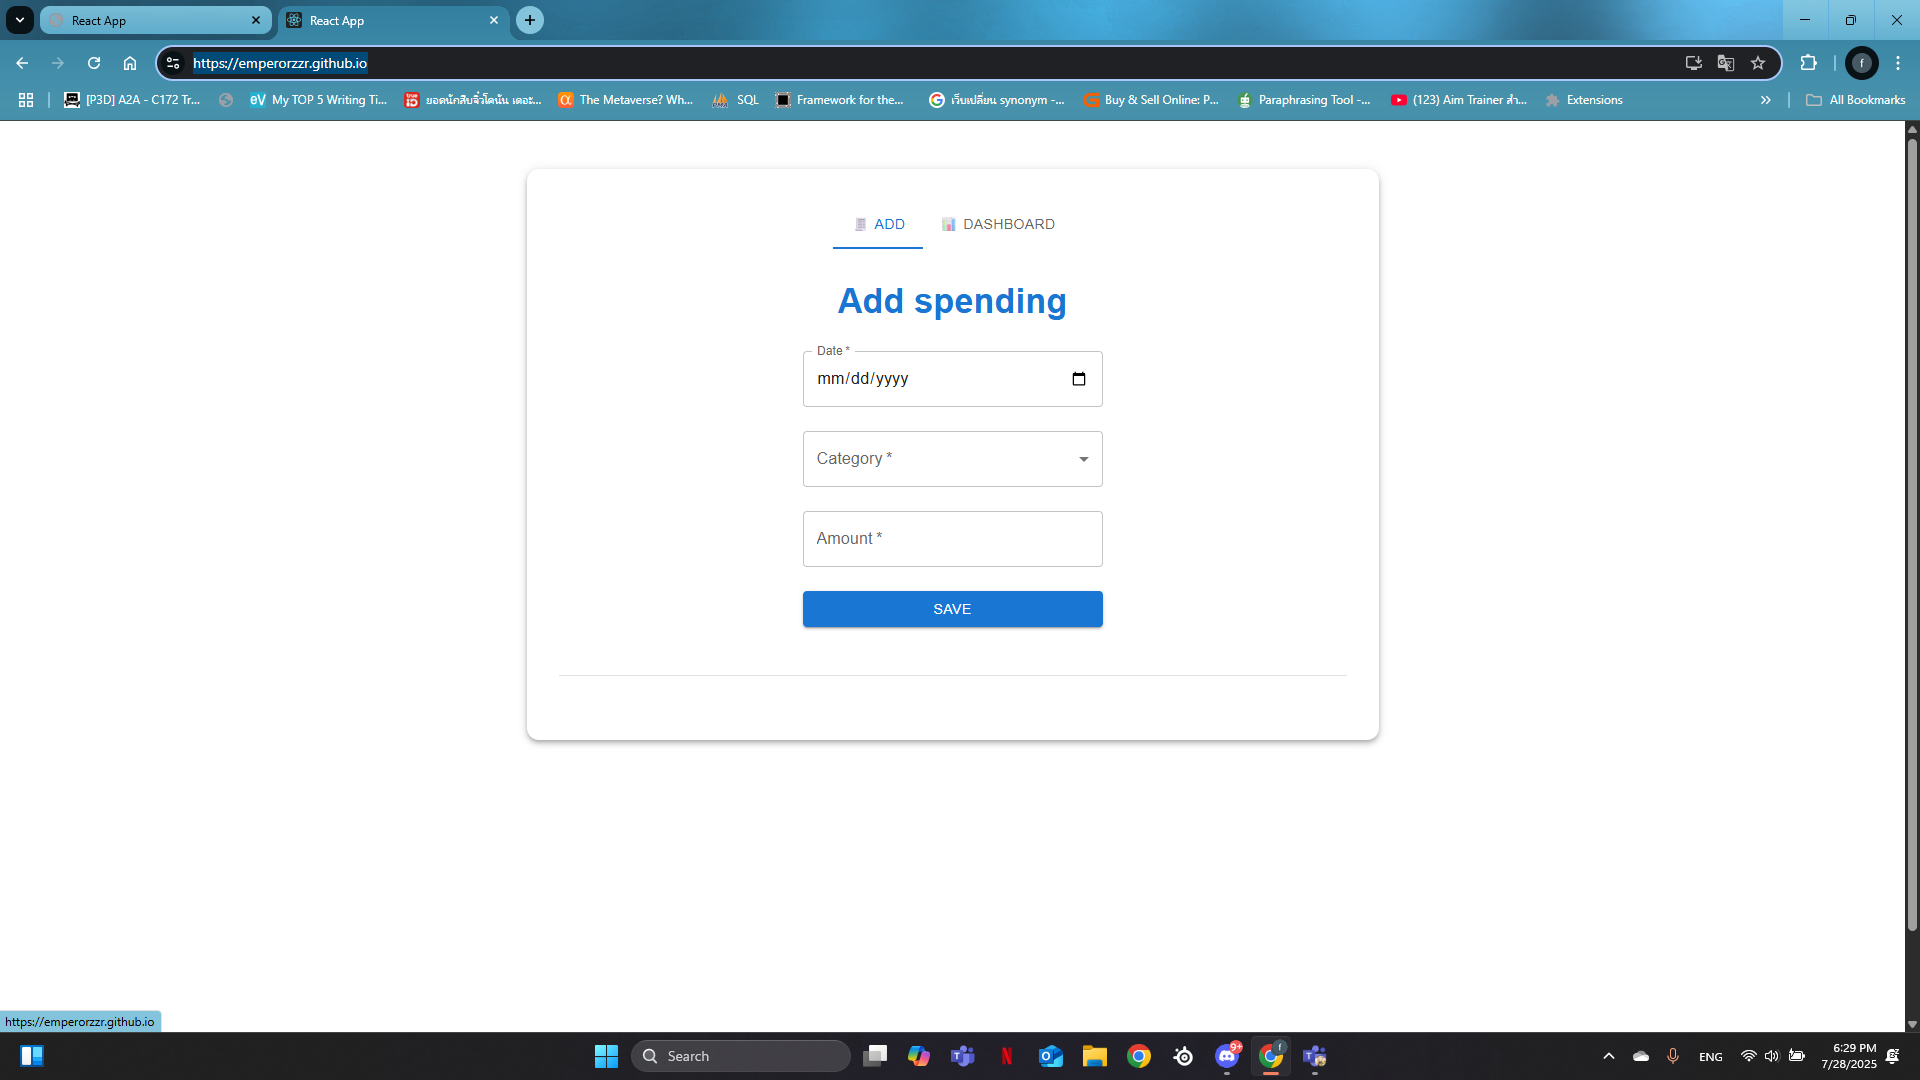 React App
React App
https://emperorzzr.github.io
[P3D] A2A - C172 Tr...
eV My TOP 5 Writing Ti...
true ID ยอดนักสืบจิ๋วโคนัน เดอะ...
The Metaverse? Wh...
SQL
Framework for the...
เว็บเปลี่ยน synonym -...
Buy & Sell Online: P...
Paraphrasing Tool -...
(123) Aim Trainer สำ...
Extensions
All Bookmarks
f
ADD
DASHBOARD
Add spending
Date *
mm/dd/yyyy
Category *
Amount *
SAVE
https://emperorzzr.github.io
Search
9+
f
ENG
6:29 PM
7/28/2025